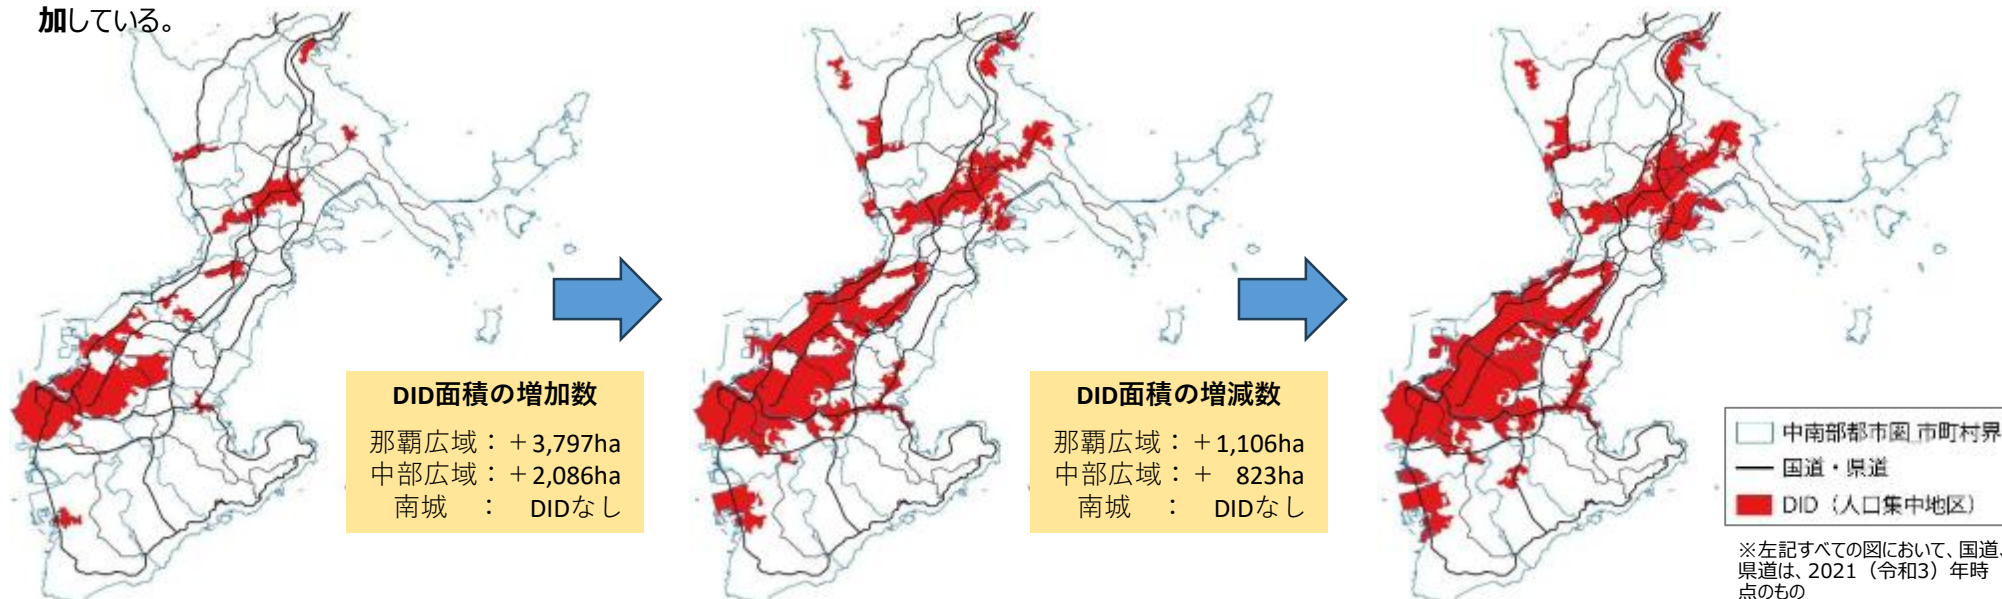 加している。
DID面積の増加数
那覇広域：＋3,797ha
中部広域：＋2,086ha
南城　：　DIDなし
DID面積の増減数
那覇広域：＋1,106ha
中部広域：＋　823ha
南城　：　DIDなし
中南部都市圏_市町村界
国道・県道
DID（人口集中地区）
※左記すべての図において、国道、
県道は、2021（令和3）年時
点のもの